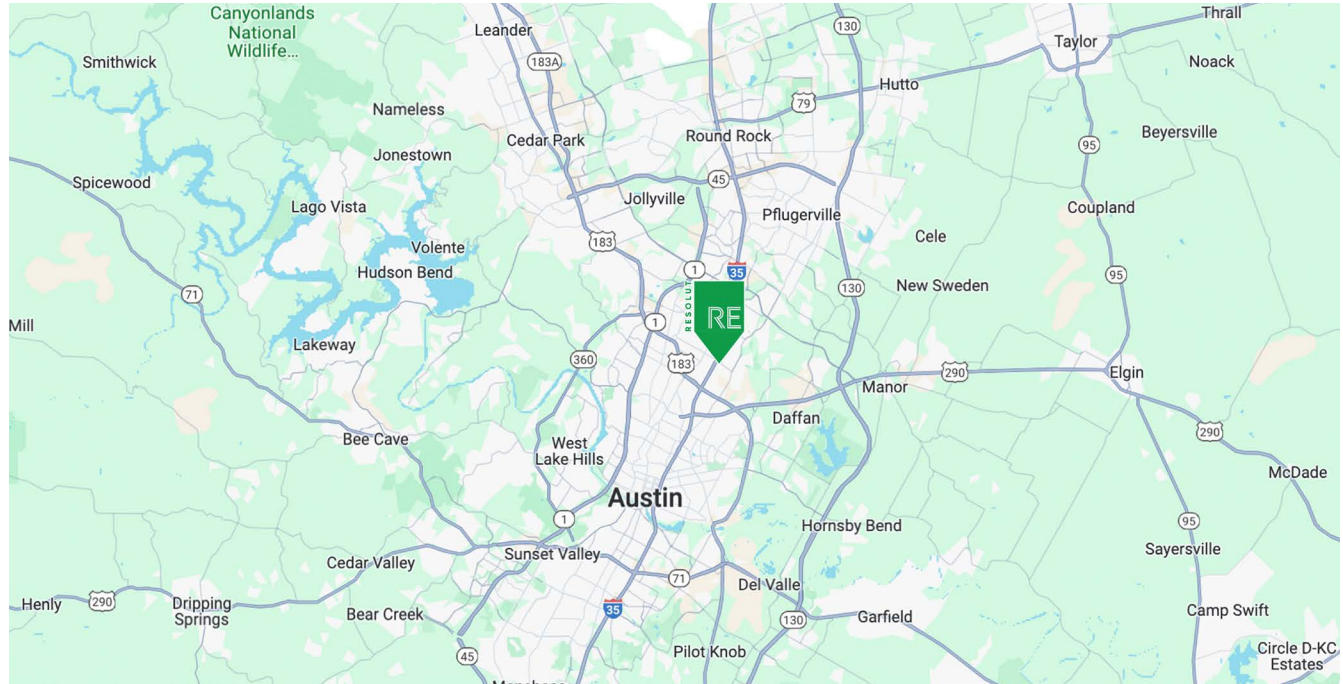 Canyonlands
National
Wildlife...
Thrall
130
Leander
Taylor
Smithwick
183A
Noack
Hutto
79
Nameless
Beyersville
Round Rock
Cedar Park
95
Jonestown
Spicewood
45
Jollyville
Lago Vista
Coupland
Pflugerville
Cele
183
Volente
Hudson Bend
1
35
95
New Sweden
130
71
RESOLUT
RE
Mill
1
Lakeway
360
183
290
Elgin
Manor
Daffan
290
Bee Cave
West
Lake Hills
McDade
Austin
1
95
Hornsby Bend
Sunset Valley
Sayersville
Cedar Valley
71
Del Valle
Henly
290
Dripping
Springs
35
Camp Swift
Bear Creek
130
Garfield
45
Pilot Knob
Circle D-KC
Estates